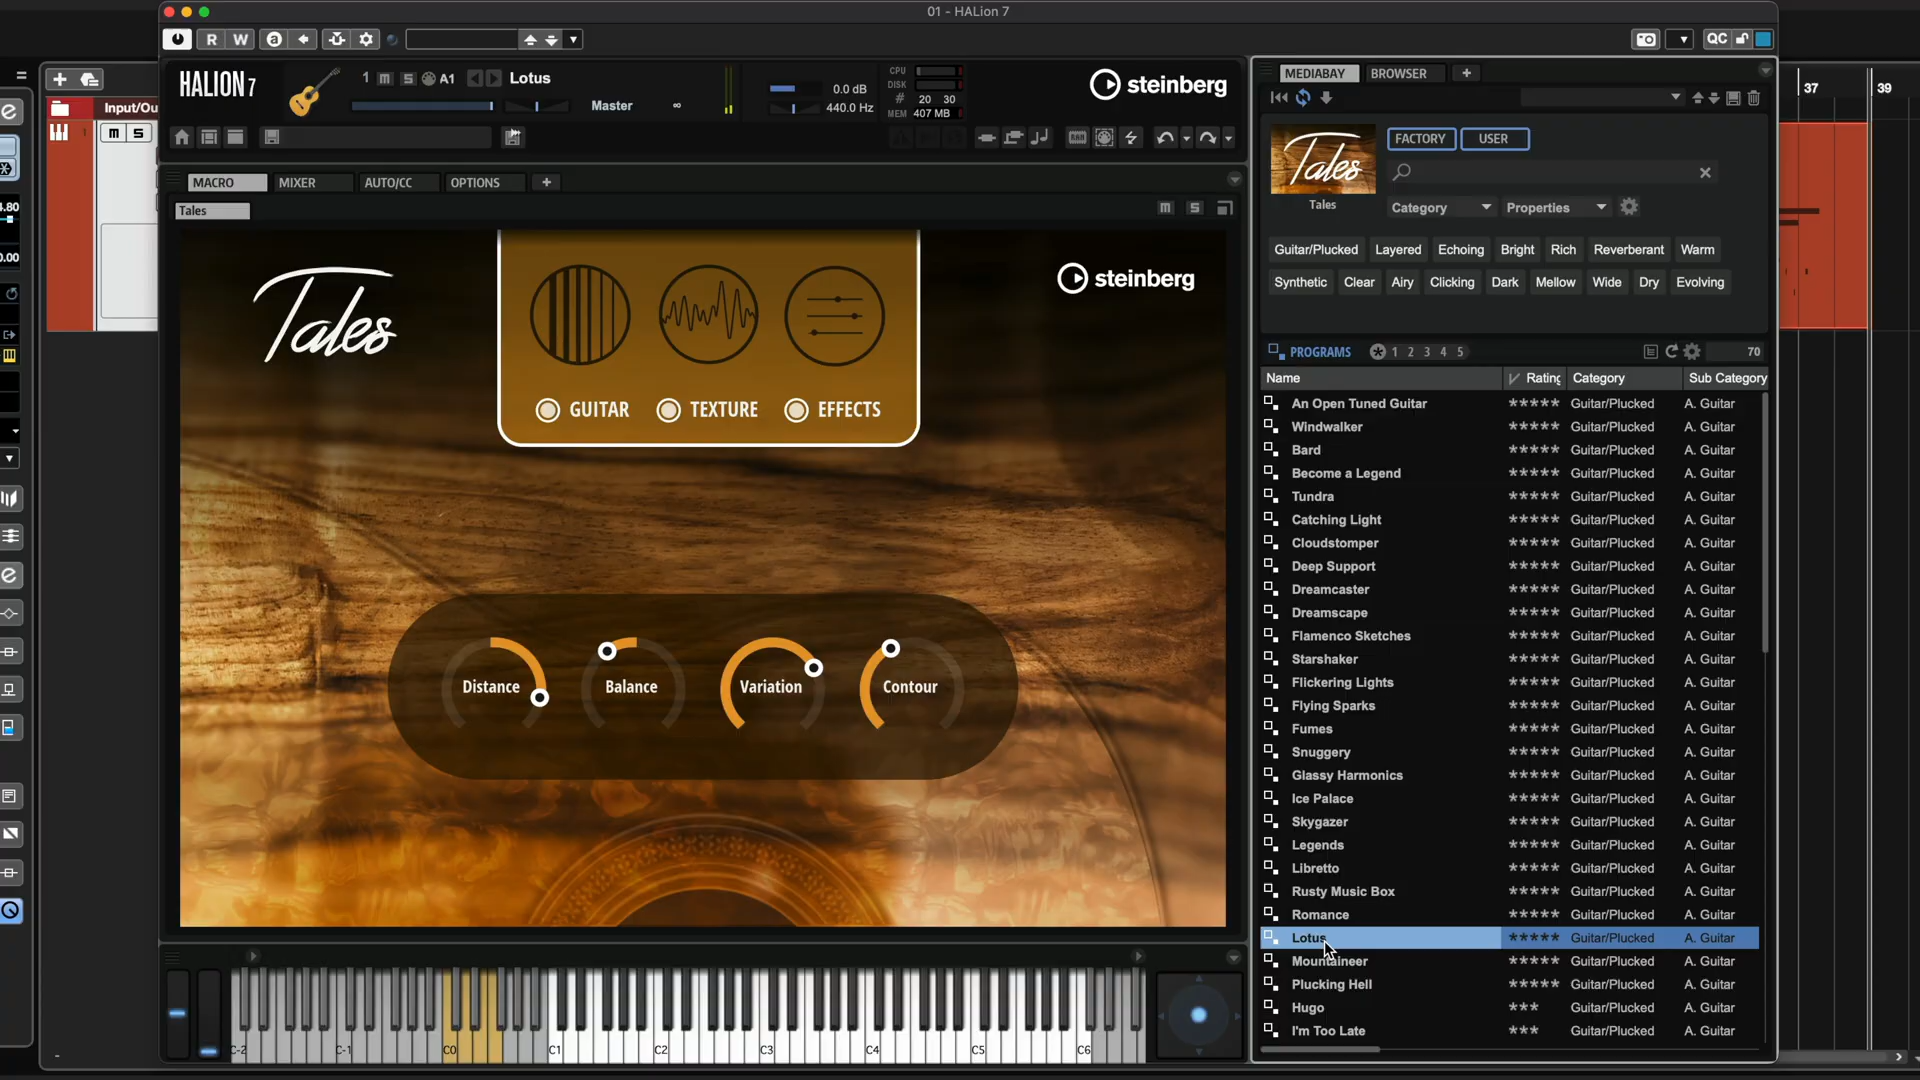 01 - HALion 7
R W a QC
HALION 7 1 M S A1 Lotus steinberg
Master ∞ 0.0 dB
440.0 Hz
CPU
DISK
# 20 30
MEM 407 MB
MEDIABAY BROWSER +
37 39
Input/Ou
M S
MACRO MIXER AUTO/CC OPTIONS +
Tales M S
Tales
steinberg
GUITAR TEXTURE EFFECTS
Distance Balance Variation Contour
C-2 C-1 C0 C1 C2 C3 C4 C5 C6
4.80
0.00
Tales
Tales
FACTORY USER
Category Properties
Guitar/Plucked Layered Echoing Bright Rich Reverberant Warm
Synthetic Clear Airy Clicking Dark Mellow Wide Dry Evolving
PROGRAMS 1 2 3 4 5 70
Name Rating Category Sub Category
An Open Tuned Guitar ***** Guitar/Plucked A. Guitar
Windwalker ***** Guitar/Plucked A. Guitar
Bard ***** Guitar/Plucked A. Guitar
Become a Legend ***** Guitar/Plucked A. Guitar
Tundra ***** Guitar/Plucked A. Guitar
Catching Light ***** Guitar/Plucked A. Guitar
Cloudstomper ***** Guitar/Plucked A. Guitar
Deep Support ***** Guitar/Plucked A. Guitar
Dreamcaster ***** Guitar/Plucked A. Guitar
Dreamscape ***** Guitar/Plucked A. Guitar
Flamenco Sketches ***** Guitar/Plucked A. Guitar
Starshaker ***** Guitar/Plucked A. Guitar
Flickering Lights ***** Guitar/Plucked A. Guitar
Flying Sparks ***** Guitar/Plucked A. Guitar
Fumes ***** Guitar/Plucked A. Guitar
Snuggery ***** Guitar/Plucked A. Guitar
Glassy Harmonics ***** Guitar/Plucked A. Guitar
Ice Palace ***** Guitar/Plucked A. Guitar
Skygazer ***** Guitar/Plucked A. Guitar
Legends ***** Guitar/Plucked A. Guitar
Libretto ***** Guitar/Plucked A. Guitar
Rusty Music Box ***** Guitar/Plucked A. Guitar
Romance ***** Guitar/Plucked A. Guitar
Lotus ***** Guitar/Plucked A. Guitar
Mountaineer ***** Guitar/Plucked A. Guitar
Plucking Hell ***** Guitar/Plucked A. Guitar
Hugo *** Guitar/Plucked A. Guitar
I'm Too Late *** Guitar/Plucked A. Guitar